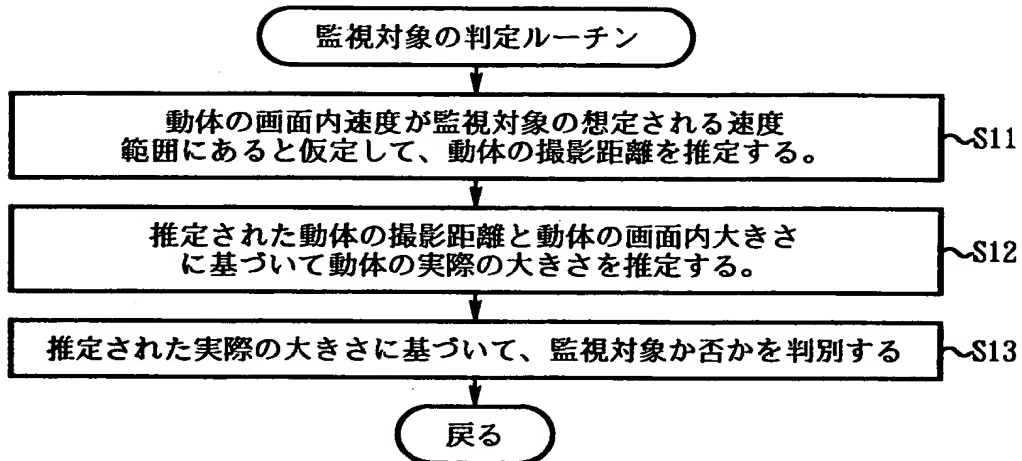 監視対象の判定ルーチン
動体の画面内速度が監視対象の想定される速度
範囲にあると仮定して、動体の撮影距離を推定する。
S11
推定された動体の撮影距離と動体の画面内大きさ
に基づいて動体の実際の大きさを推定する。
S12
推定された実際の大きさに基づいて、監視対象か否かを判別する
S13
戻る